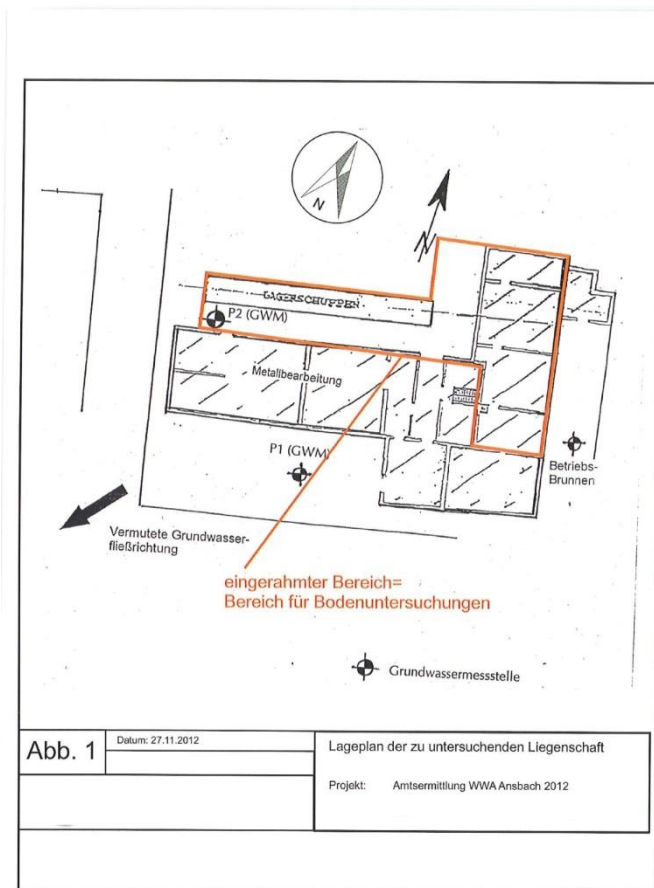 N
N
LAGERSCHUPPEN
P2 (GWM)
Metallbearbeitung
P1 (GWM)
Betriebs-
Brunnen
Vermutete Grundwasser-
fließrichtung
eingerahmter Bereich=
Bereich für Bodenuntersuchungen
Grundwassermessstelle
Abb. 1
Datum: 27.11.2012
Lageplan der zu untersuchenden Liegenschaft
Projekt: Amtsermittlung WWA Ansbach 2012